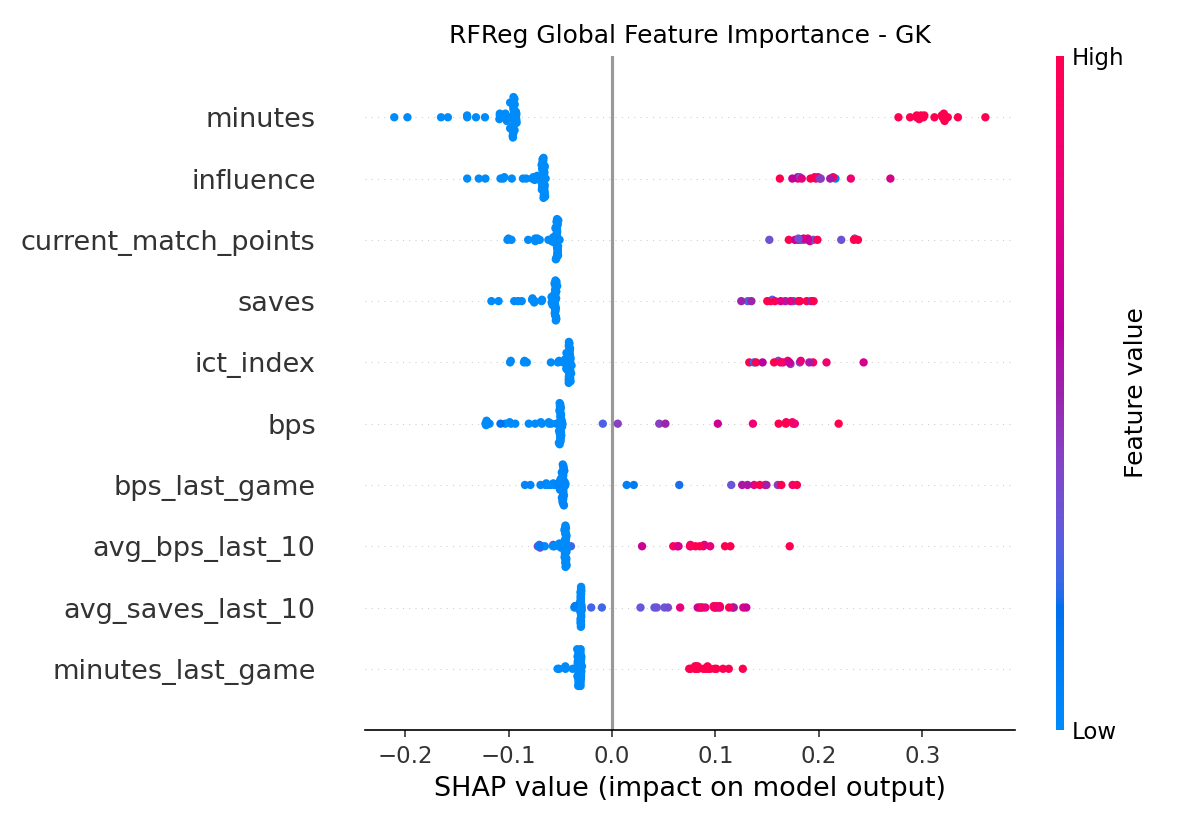 RFReg Global Feature Importance - GK
High
minutes
influence
current_match_points
saves
ict_index
bps
bps_last_game
avg_bps_last_10
avg_saves_last_10
minutes_last_game
Feature value
Low
−0.2 −0.1 0.0 0.1 0.2 0.3
SHAP value (impact on model output)